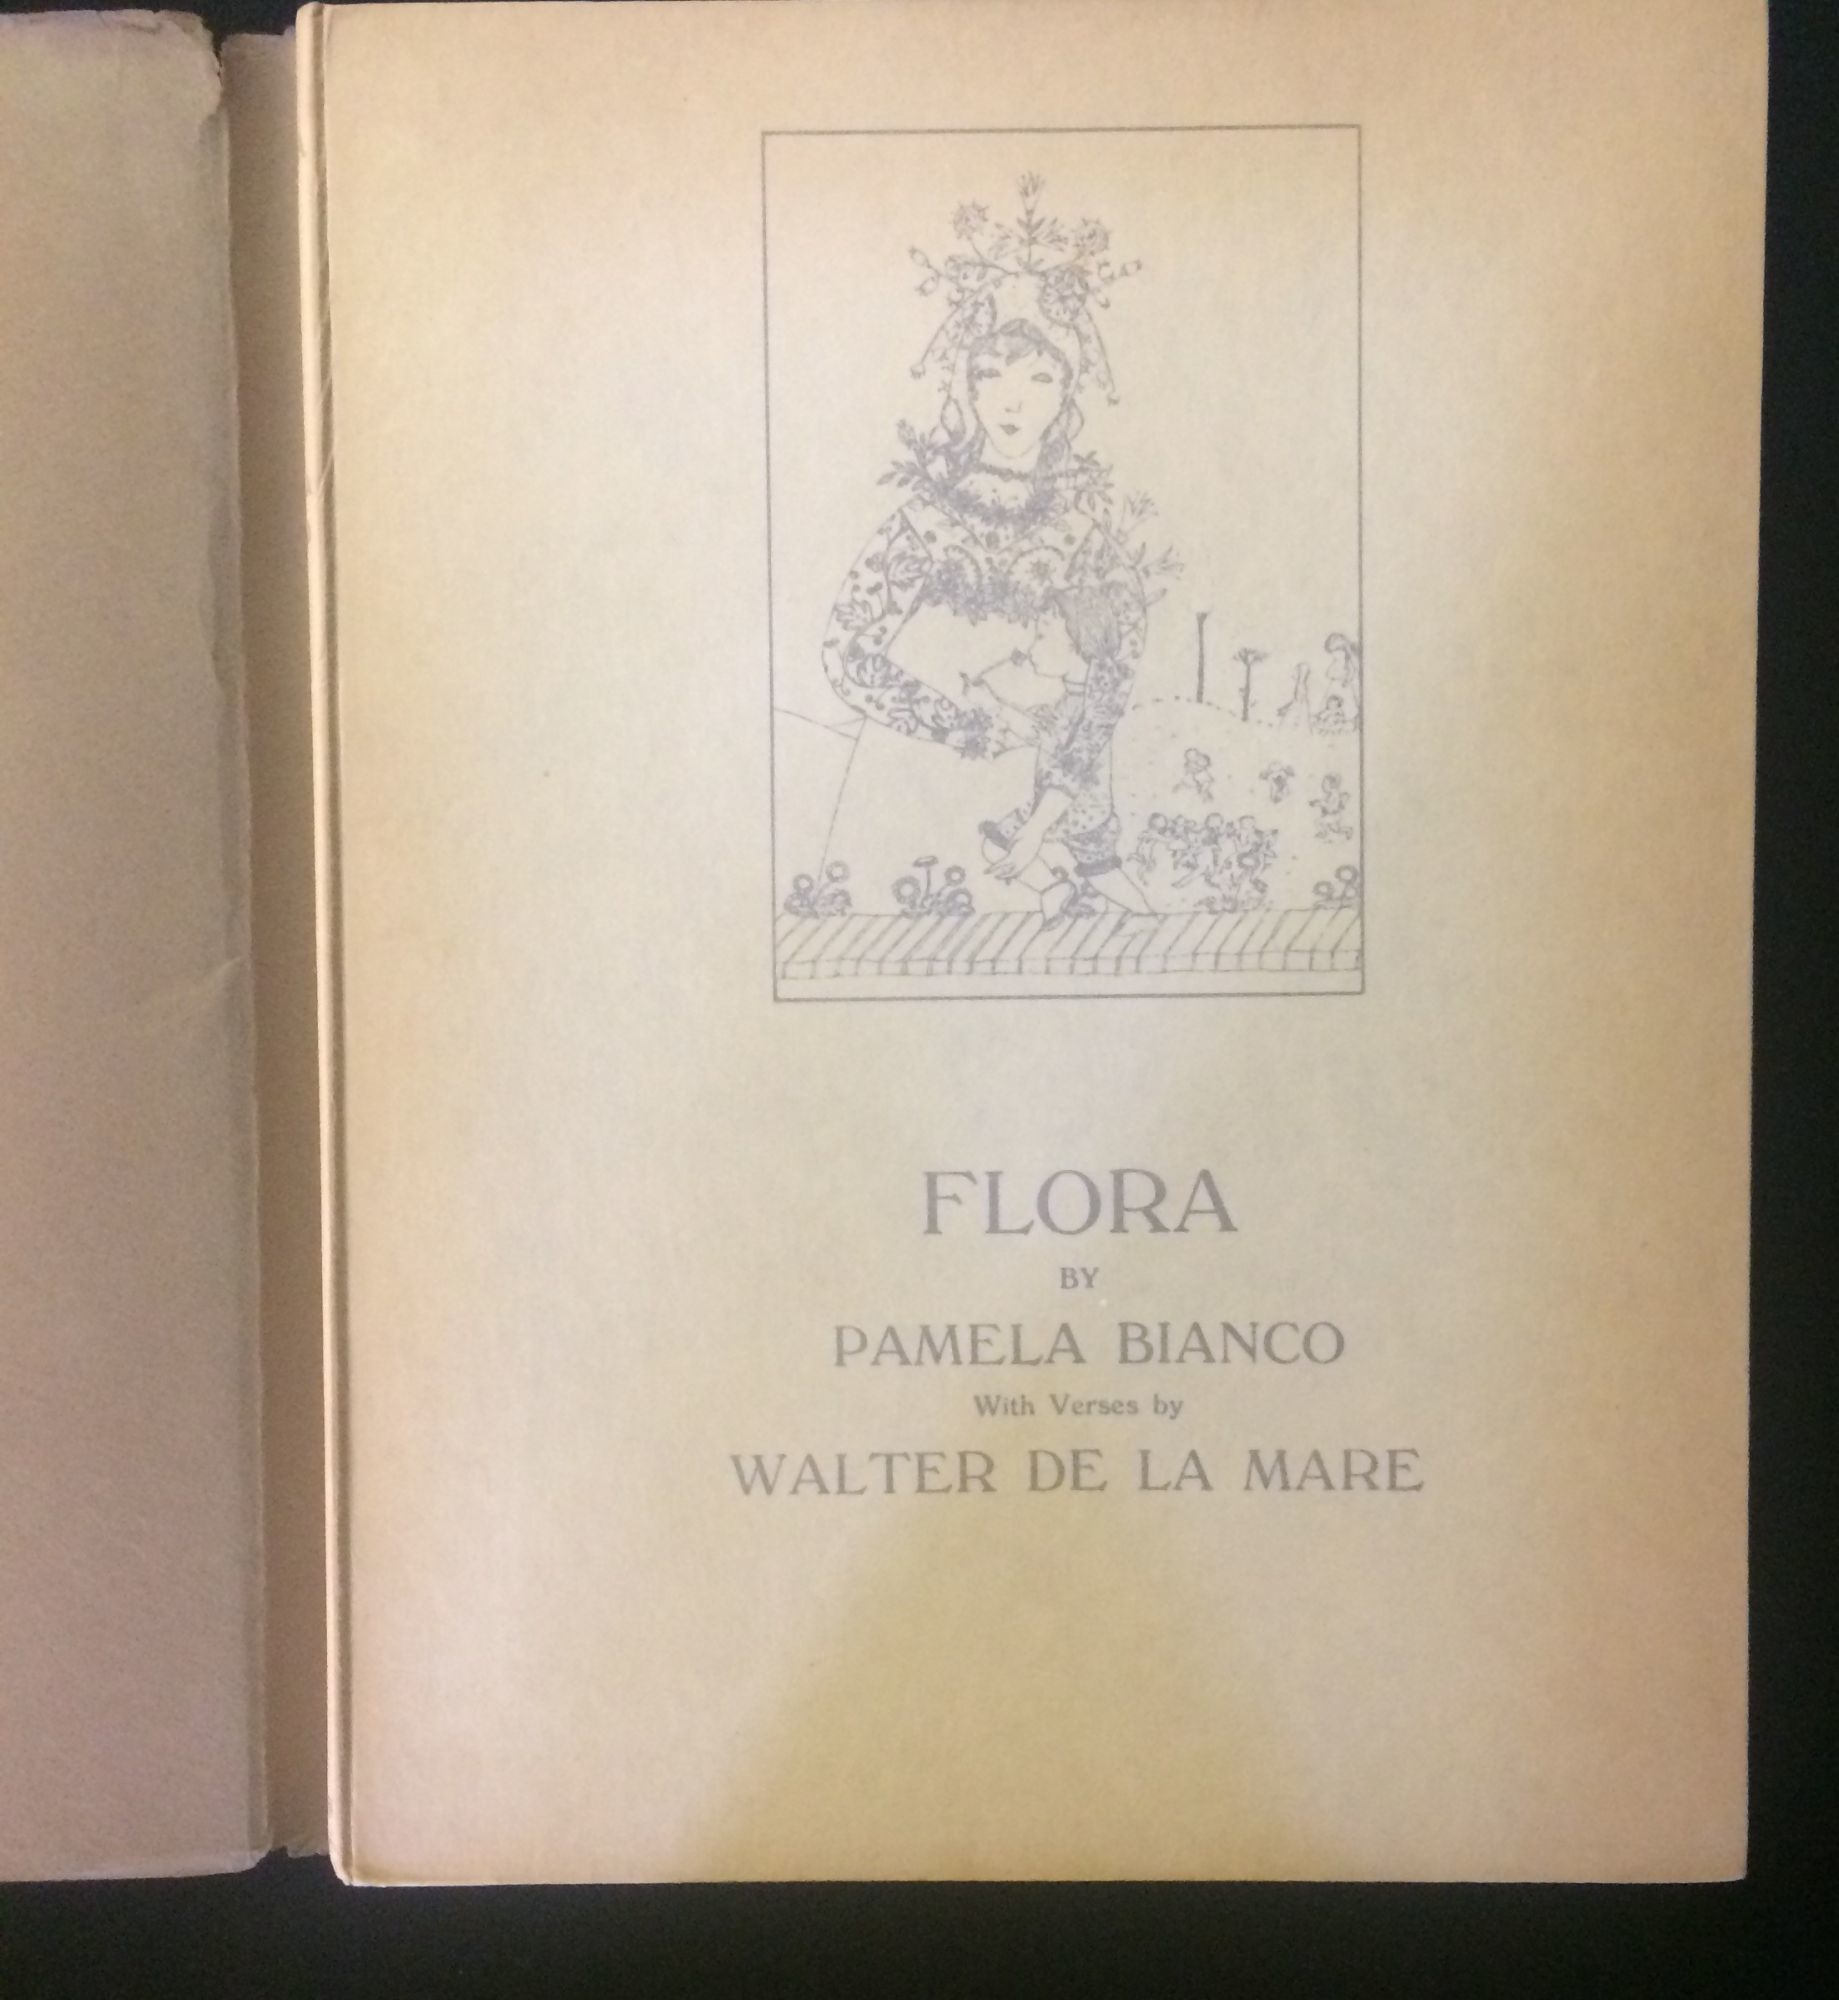 FLORA
BY
PAMELA BIANCO
With Verses by
WALTER DE LA MARE